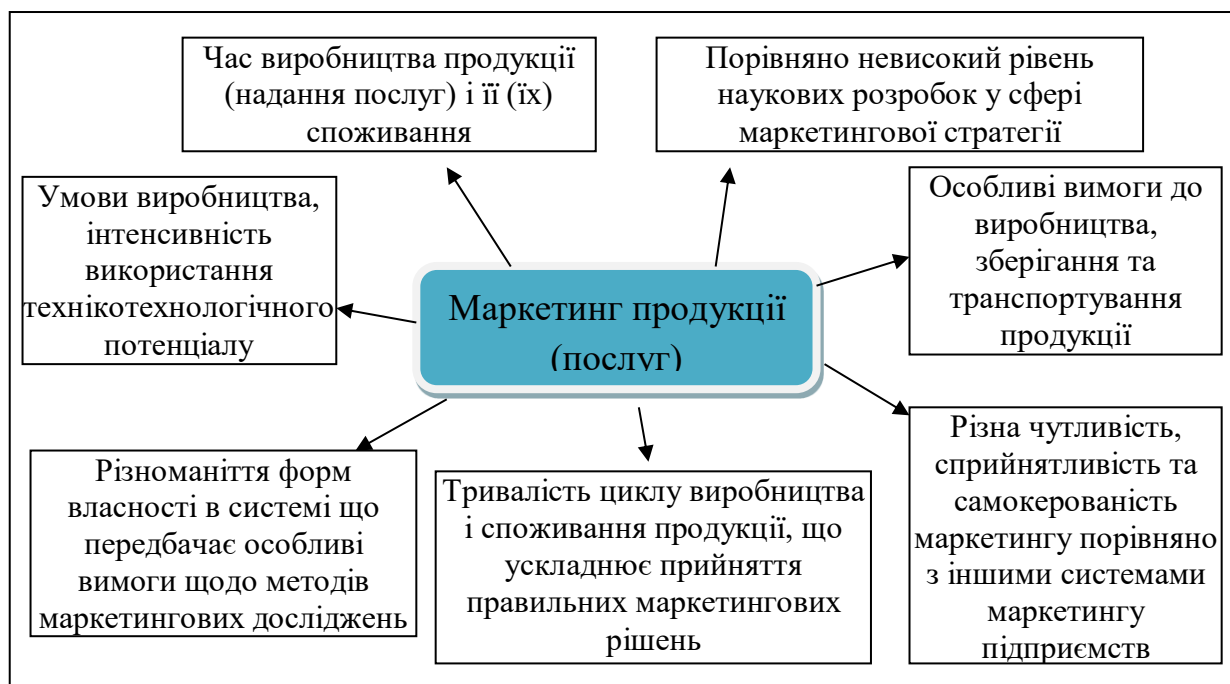 Час виробництва продукції
(надання послуг) і її (їх)
споживання
Порівняно невисокий рівень
наукових розробок у сфері
маркетингової стратегії
Умови виробництва,
інтенсивність
використання
технікотехнологічного
потенціалу
Маркетинг продукції
(послуг)
Особливі вимоги до
виробництва,
зберігання та
транспортування
продукції
Різноманіття форм
власності в системі що
передбачає особливі
вимоги щодо методів
маркетингових досліджень
Тривалість циклу виробництва
і споживання продукції, що
ускладнює прийняття
правильних маркетингових
рішень
Різна чутливість,
сприйнятливість та
самокерованість
маркетингу порівняно
з іншими системами
маркетингу
підприємств